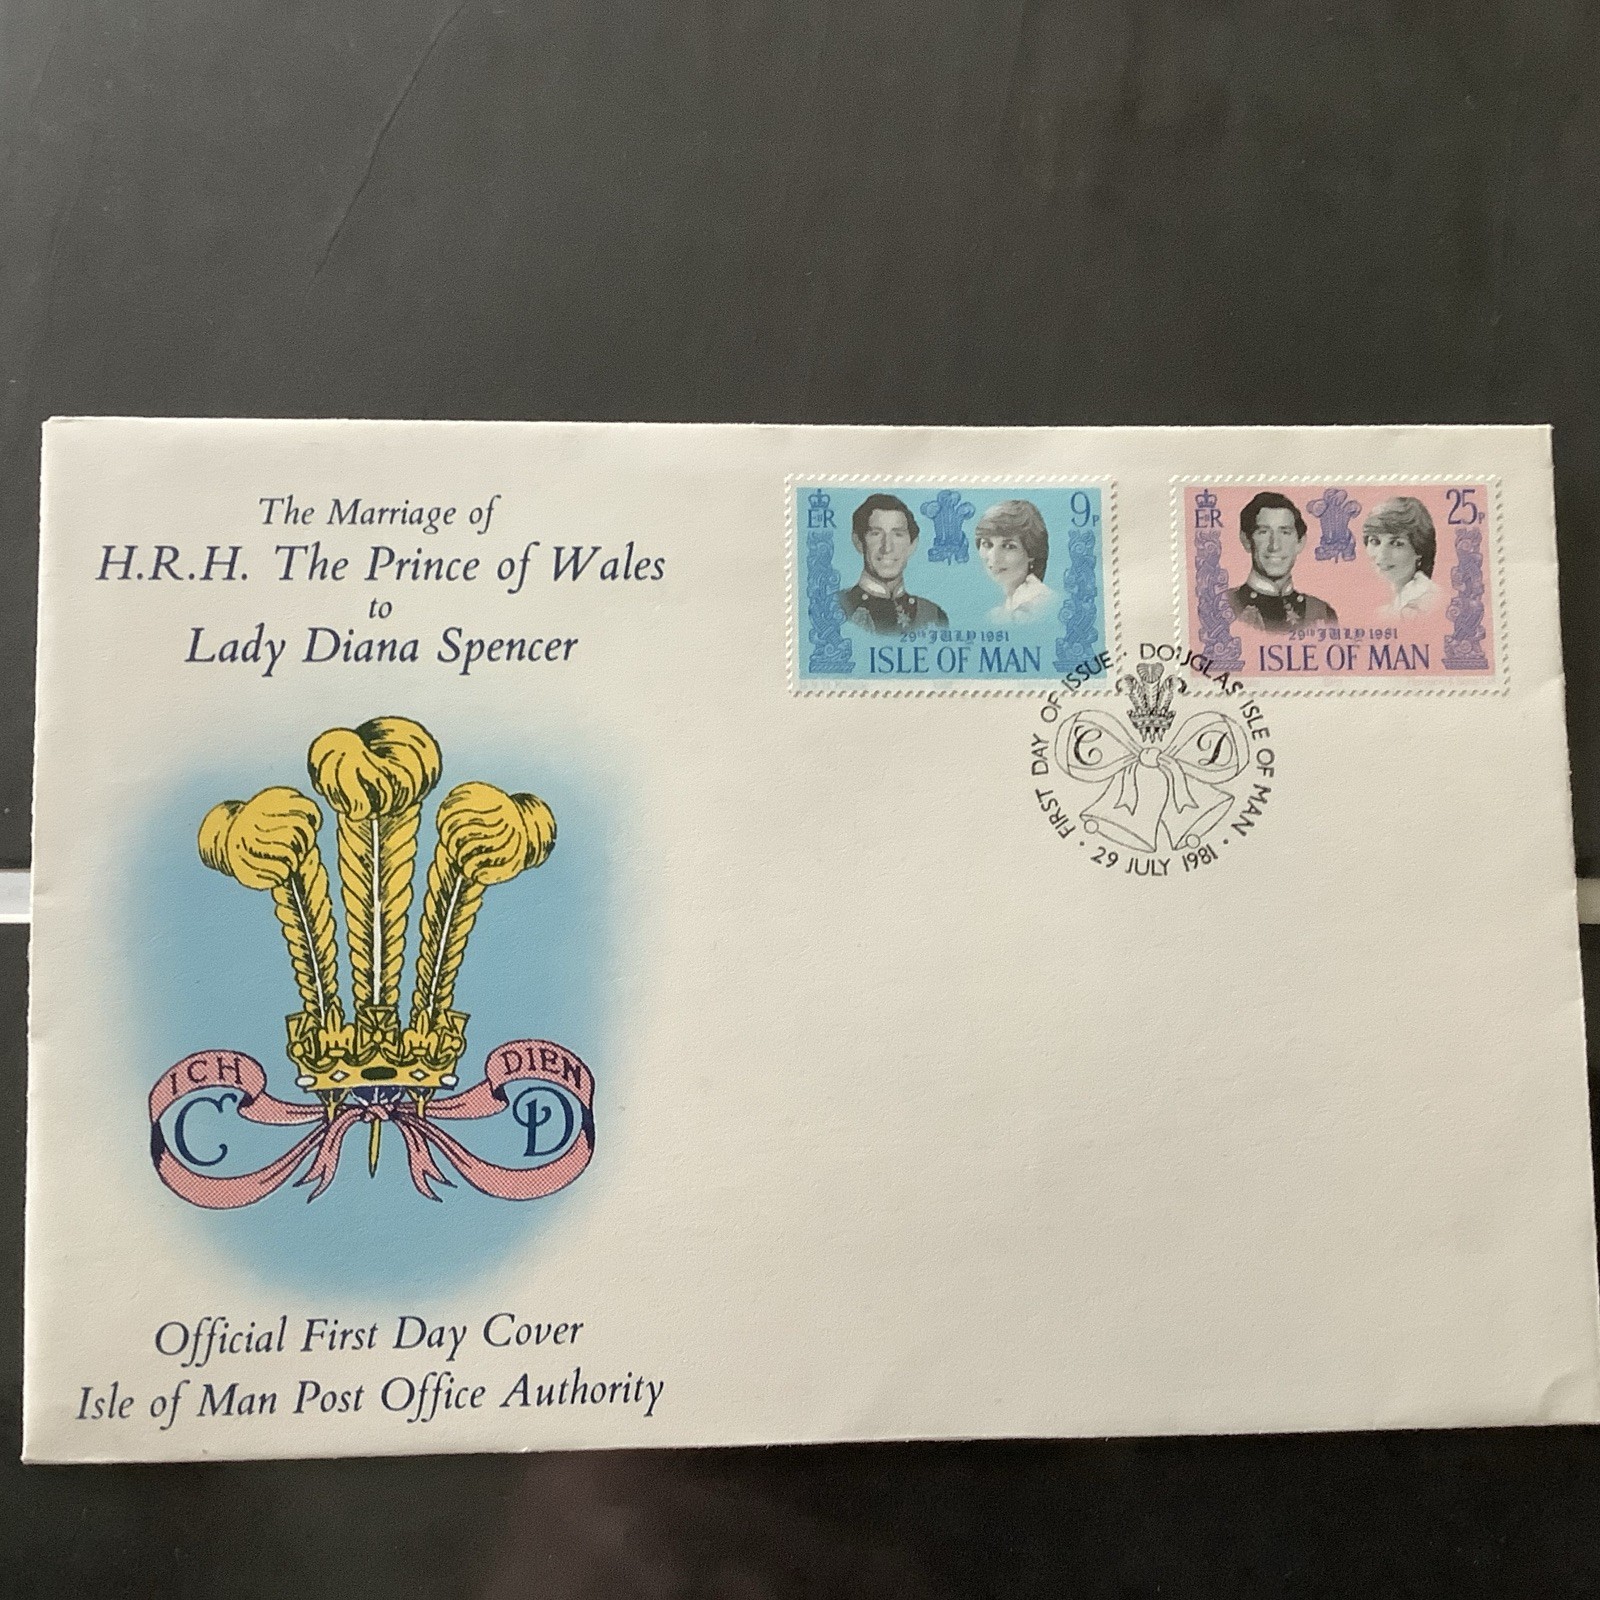 The Marriage of
H.R.H. The Prince of Wales
to
Lady Diana Spencer
ICH DIEN
C D
Official First Day Cover
Isle of Man Post Office Authority
ER 9P
29th JULY 1981
ISLE OF MAN
ER 25P
29th JULY 1981
ISLE OF MAN
FIRST DAY OF ISSUE · DOUGLAS ISLE OF MAN ·
C D
· 29 JULY 1981 ·